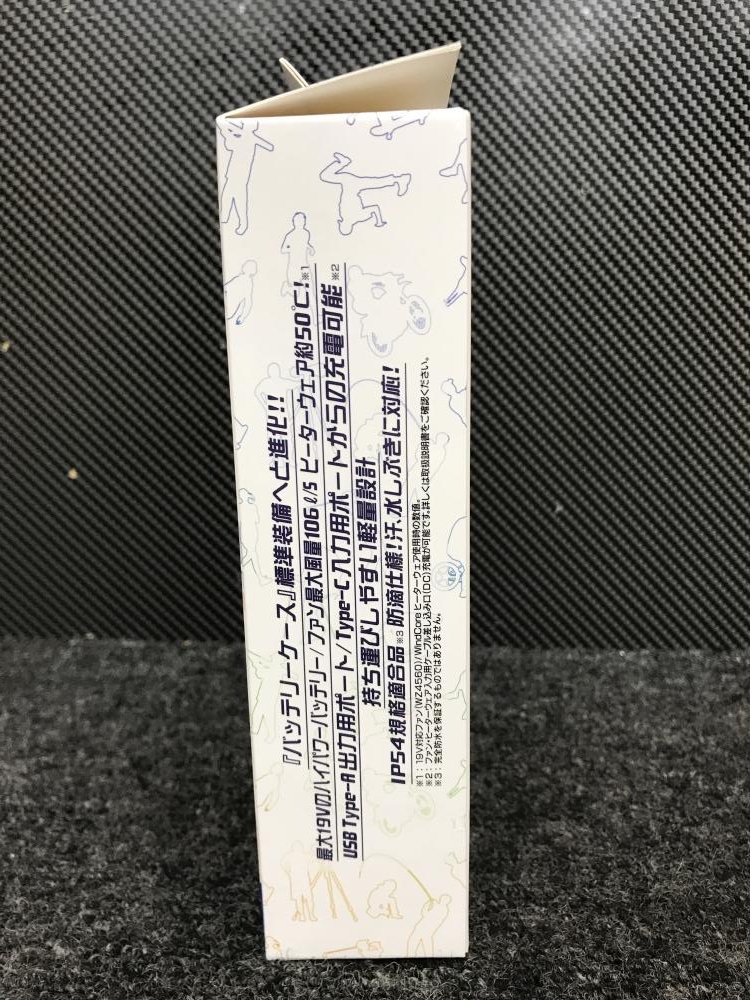 『バッテリーケース』標準装備へと進化!!
最大19Vのハイパワーバッテリー/ファン最大風量106ℓ/s ヒーターウェア約50℃!※1
USB Type-A出力用ポート/Type-C入力用ポートからの充電可能※2
持ち運びしやすい軽量設計
IP54規格適合品※3 防滴仕様!汗、水しぶきに対応!
※1：19V対応ファン(WZ4560)/WindCore ヒーターウェア使用時の数値。
※2：ファン・ヒーターウェア入力用ケーブル差し込み口(DC)充電が可能です。詳しくは取扱説明書をご確認ください。
※3：完全防水を保証するものではありません。